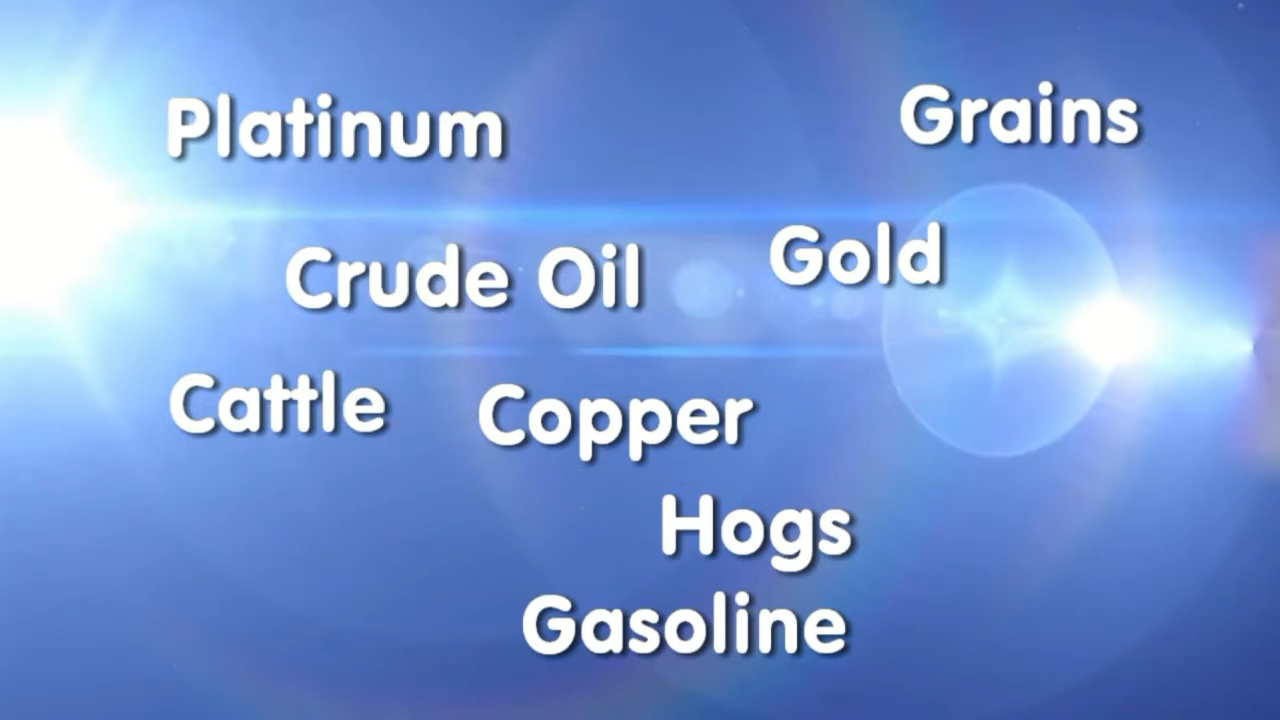 Platinum
Grains
Crude Oil
Gold
Cattle
Copper
Hogs
Gasoline